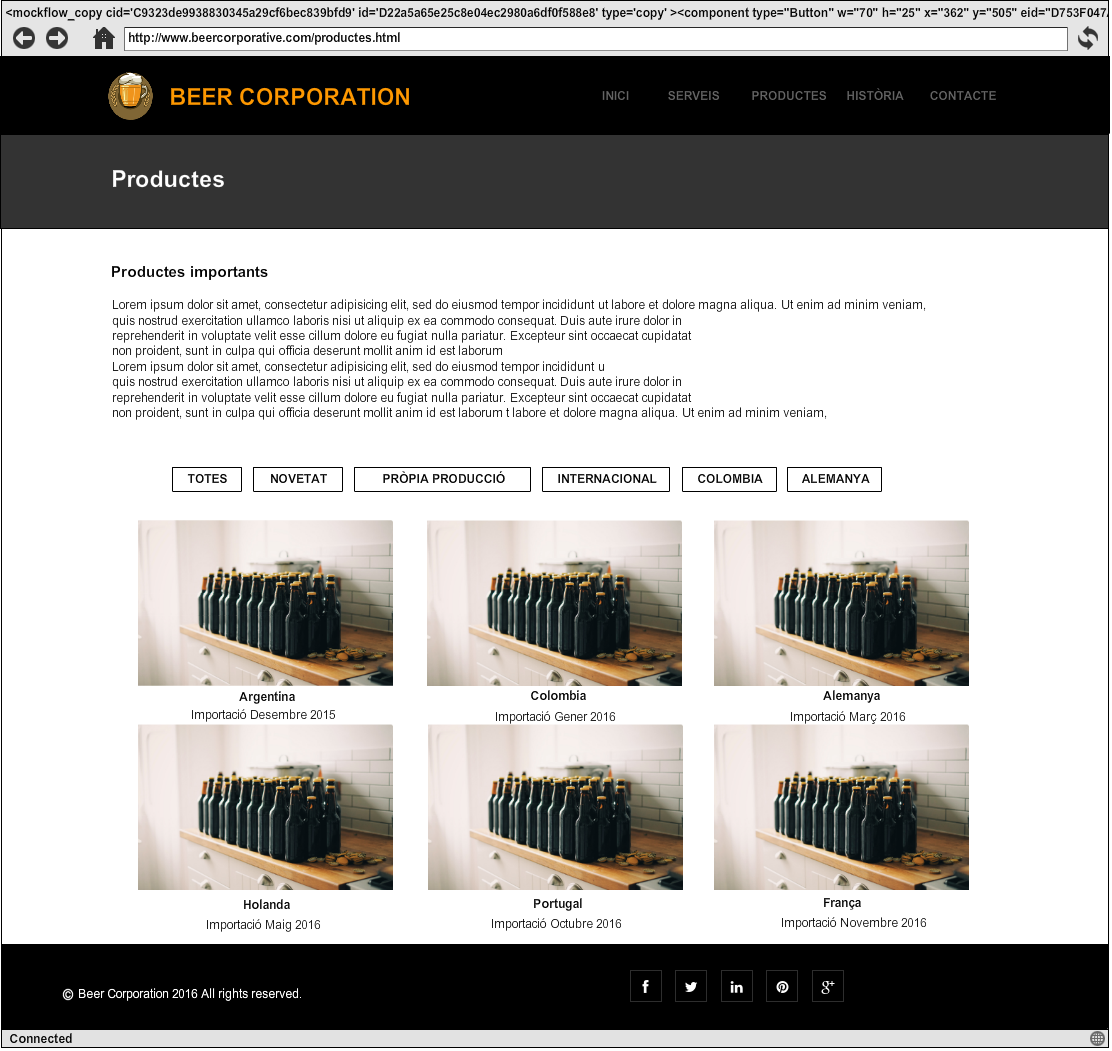 <mockflow_copy cid='C9323de9938830345a29cf6bec839bfd9' id='D22a5a65e25c8e04ec2980a6df0f588e8' type='copy' ><component type="Button" w="70" h="25" x="362" y="505" eid="D753F047
http://www.beercorporative.com/productes.html
BEER CORPORATION
INICI SERVEIS PRODUCTES HISTÒRIA CONTACTE
Productes
Productes importants
Lorem ipsum dolor sit amet, consectetur adipisicing elit, sed do eiusmod tempor incididunt ut labore et dolore magna aliqua. Ut enim ad minim veniam,
quis nostrud exercitation ullamco laboris nisi ut aliquip ex ea commodo consequat. Duis aute irure dolor in
reprehenderit in voluptate velit esse cillum dolore eu fugiat nulla pariatur. Excepteur sint occaecat cupidatat
non proident, sunt in culpa qui officia deserunt mollit anim id est laborum
Lorem ipsum dolor sit amet, consectetur adipisicing elit, sed do eiusmod tempor incididunt u
quis nostrud exercitation ullamco laboris nisi ut aliquip ex ea commodo consequat. Duis aute irure dolor in
reprehenderit in voluptate velit esse cillum dolore eu fugiat nulla pariatur. Excepteur sint occaecat cupidatat
non proident, sunt in culpa qui officia deserunt mollit anim id est laborum t labore et dolore magna aliqua. Ut enim ad minim veniam,
TOTES NOVETAT PRÒPIA PRODUCCIÓ INTERNACIONAL COLOMBIA ALEMANYA
Argentina Colombia Alemanya
Importació Desembre 2015 Importació Gener 2016 Importació Març 2016
Holanda Portugal França
Importació Maig 2016 Importació Octubre 2016 Importació Novembre 2016
© Beer Corporation 2016 All rights reserved.
Connected